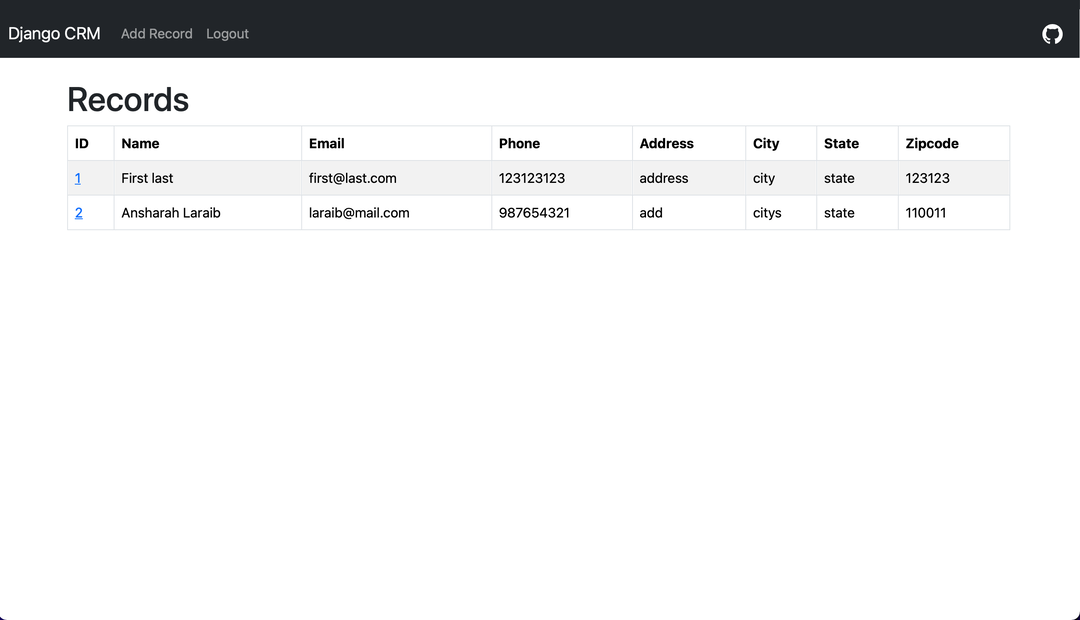 Django CRM Add Record Logout
Records
ID Name Email Phone Address City State Zipcode
1 First last first@last.com 123123123 address city state 123123
2 Ansharah Laraib laraib@mail.com 987654321 add citys state 110011